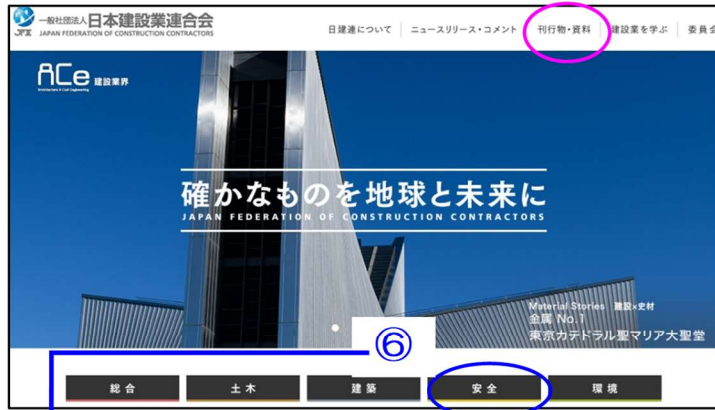 一般社団法人日本建設業連合会
JAPAN FEDERATION OF CONSTRUCTION CONTRACTORS
日建連について ニュースリリース・コメント 刊行物・資料 建設業を学ぶ 委員会
ACe 建設業界
Architecture & Civil Engineering
確かなものを地球と未来に
JAPAN FEDERATION OF CONSTRUCTION CONTRACTORS
Material Stories 建設×史材
金属 No.1
東京カテドラル聖マリア大聖堂
⑥
総合 土木 建築 安全 環境